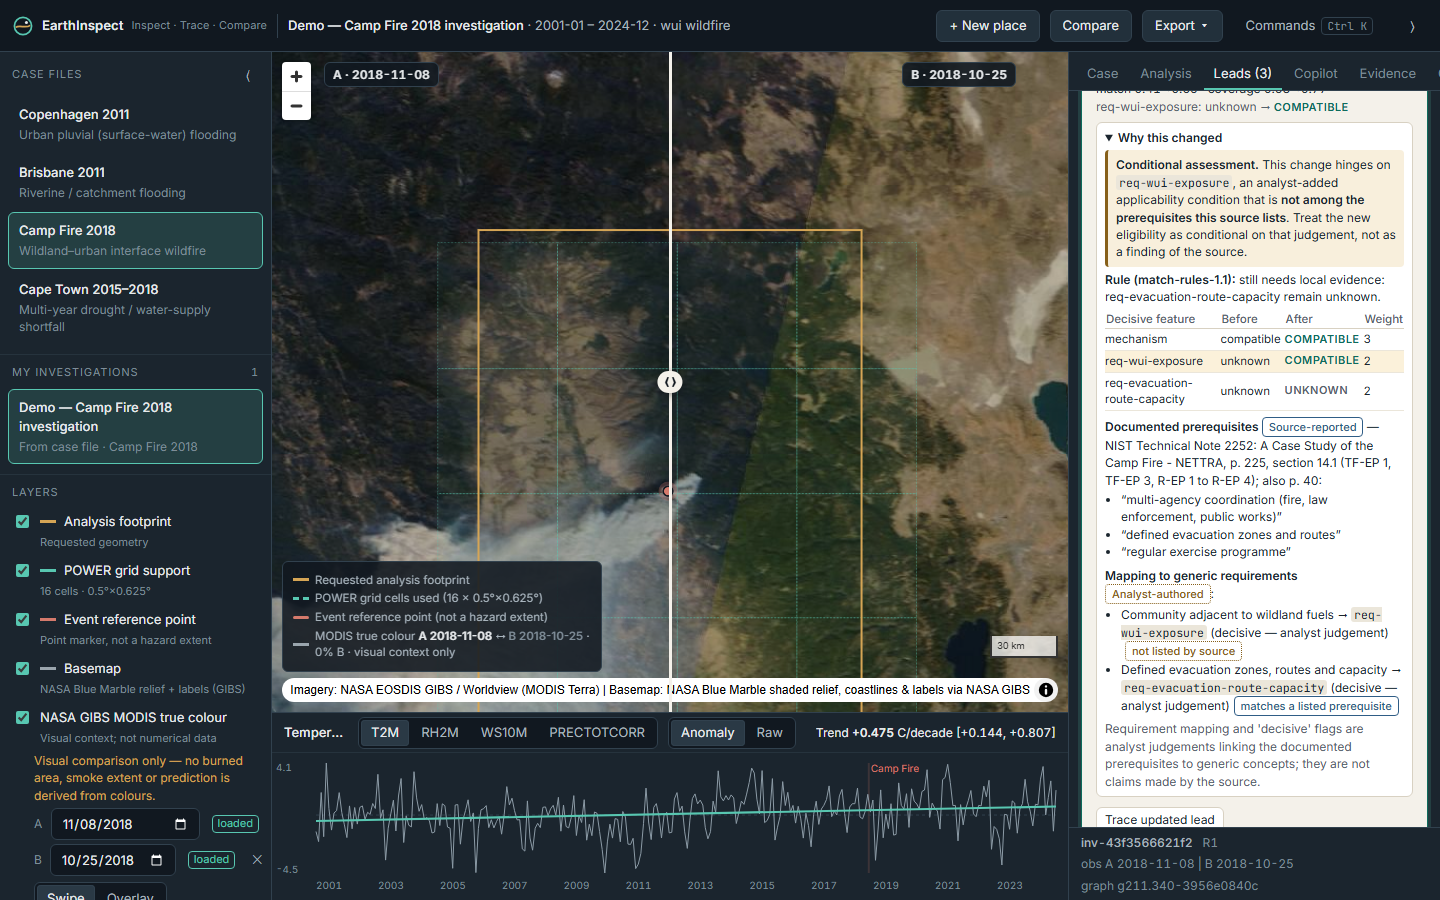 EarthInspect Inspect · Trace · Compare
Demo — Camp Fire 2018 investigation · 2001-01 – 2024-12 · wui wildfire
+ New place
Compare
Export
Commands Ctrl K
CASE FILES
Copenhagen 2011
Urban pluvial (surface-water) flooding
Brisbane 2011
Riverine / catchment flooding
Camp Fire 2018
Wildland–urban interface wildfire
Cape Town 2015–2018
Multi-year drought / water-supply
shortfall
MY INVESTIGATIONS 1
Demo — Camp Fire 2018
investigation
From case file · Camp Fire 2018
LAYERS
Analysis footprint
Requested geometry
POWER grid support
16 cells · 0.5°×0.625°
Event reference point
Point marker, not a hazard extent
Basemap
NASA Blue Marble relief + labels (GIBS)
NASA GIBS MODIS true colour
Visual context; not numerical data
Visual comparison only — no burned
area, smoke extent or prediction is
derived from colours.
A 11/08/2018 loaded
B 10/25/2018 loaded ×
Swipe Overlay
+
−
A · 2018-11-08
B · 2018-10-25
Requested analysis footprint
POWER grid cells used (16 × 0.5°×0.625°)
Event reference point (not a hazard extent)
MODIS true colour A 2018-11-08 ↔ B 2018-10-25 ·
0% B · visual context only
30 km
Imagery: NASA EOSDIS GIBS / Worldview (MODIS Terra) | Basemap: NASA Blue Marble shaded relief, coastlines & labels via NASA GIBS
Temper... T2M RH2M WS10M PRECTOTCORR Anomaly Raw Trend +0.475 C/decade [+0.144, +0.807]
4.1
Camp Fire
-4.5
2001 2003 2005 2007 2009 2011 2013 2015 2017 2019 2021 2023
Case Analysis Leads (3) Copilot Evidence
req-wui-exposure: unknown → COMPATIBLE
▼ Why this changed
Conditional assessment. This change hinges on
req-wui-exposure, an analyst-added
applicability condition that is not among the
prerequisites this source lists. Treat the new
eligibility as conditional on that judgement, not as
a finding of the source.
Rule (match-rules-1.1): still needs local evidence:
req-evacuation-route-capacity remain unknown.
Decisive feature Before After Weight
mechanism compatible COMPATIBLE 3
req-wui-exposure unknown COMPATIBLE 2
req-evacuation-
route-capacity unknown UNKNOWN 2
Documented prerequisites Source-reported —
NIST Technical Note 2252: A Case Study of the
Camp Fire - NETTRA, p. 225, section 14.1 (TF-EP 1,
TF-EP 3, R-EP 1 to R-EP 4); also p. 40:
• “multi-agency coordination (fire, law
enforcement, public works)”
• “defined evacuation zones and routes”
• “regular exercise programme”
Mapping to generic requirements
Analyst-authored :
• Community adjacent to wildland fuels → req-
wui-exposure (decisive — analyst judgement)
not listed by source
• Defined evacuation zones, routes and capacity →
req-evacuation-route-capacity (decisive —
analyst judgement) matches a listed prerequisite
Requirement mapping and 'decisive' flags are
analyst judgements linking the documented
prerequisites to generic concepts; they are not
claims made by the source.
Trace updated lead
inv-43f3566621f2 R1
obs A 2018-11-08 | B 2018-10-25
graph g211.340-3956e0840c